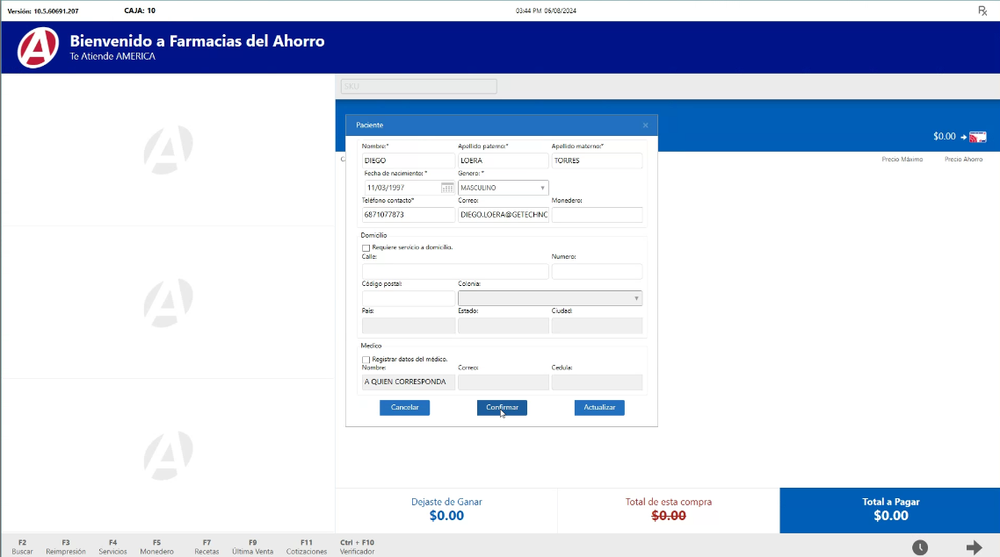 Versión: 10.5.60691.207 CAJA: 10 03:44 PM 06/08/2024
Bienvenido a Farmacias del Ahorro
Te Atiende AMERICA
SKU
$0.00
Precio Máximo Precio Ahorro
Paciente
Nombre:* Apellido paterno:* Apellido materno:*
DIEGO LOERA TORRES
Fecha de nacimiento: * Genero: *
11/03/1997 MASCULINO
Teléfono contacto* Correo: Monedero:
6871077873 DIEGO.LOERA@GETECHNC
Domicilio
Requiere servicio a domicilio.
Calle: Numero:
Código postal: Colonia:
País: Estado: Ciudad:
Medico
Registrar datos del médico.
Nombre: Correo: Cedula:
A QUIEN CORRESPONDA
Cancelar Confirmar Actualizar
Dejaste de Ganar Total de esta compra Total a Pagar
$0.00 $0.00 $0.00
F2 F3 F4 F5 F7 F9 F11 Ctrl + F10
Buscar Reimpresión Servicios Monedero Recetas Última Venta Cotizaciones Verificador